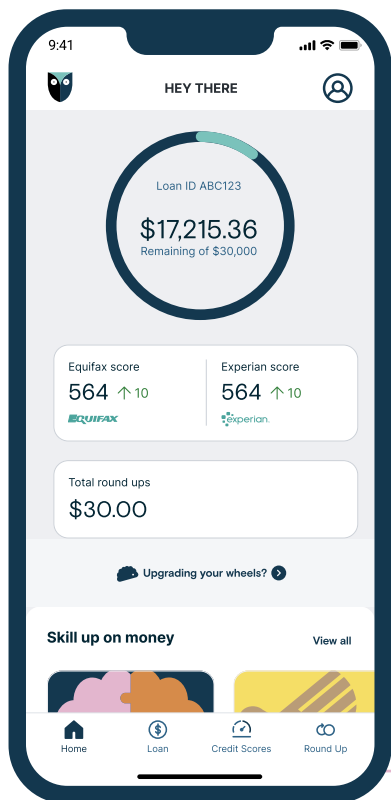 9:41
HEY THERE
Loan ID ABC123
$17,215.36
Remaining of $30,000
Equifax score
564 ↑ 10
EQUIFAX
Experian score
564 ↑ 10
experian.
Total round ups
$30.00
Upgrading your wheels?
Skill up on money
View all
Home
Loan
Credit Scores
Round Up